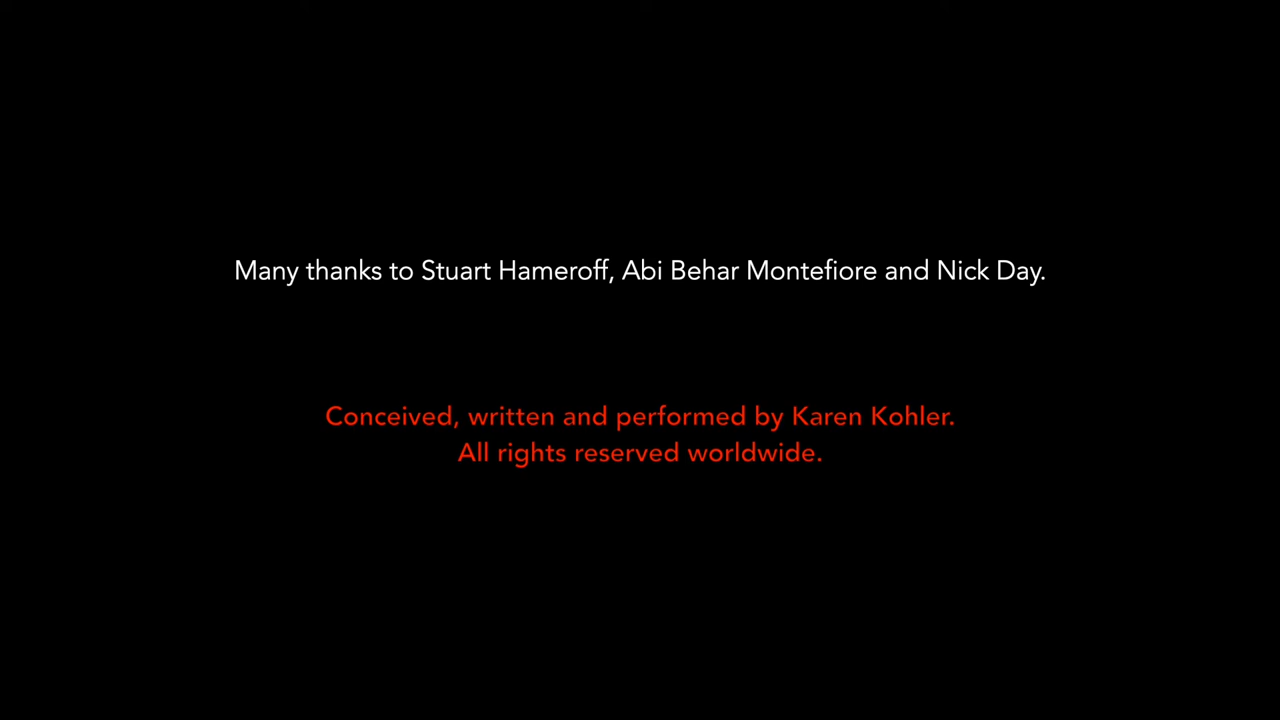 Many thanks to Stuart Hameroff, Abi Behar Montefiore and Nick Day.
Conceived, written and performed by Karen Kohler.
All rights reserved worldwide.